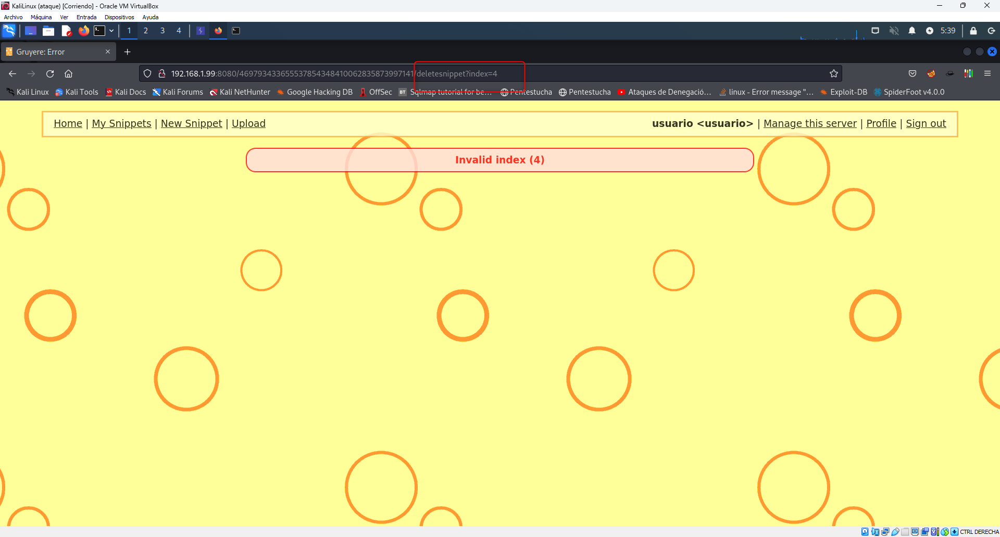 KaliLinux (ataque) [Corriendo] - Oracle VM VirtualBox
Archivo Máquina Ver Entrada Dispositivos Ayuda
1 2 3 4 5:39
Gruyere: Error
192.168.1.99:8080/469793433655537854348410062835873997141/deletesnippet?index=4
Kali Linux Kali Tools Kali Docs Kali Forums Kali NetHunter Google Hacking DB OffSec BT Sqlmap tutorial for be... Pentestucha Pentestucha Ataques de Denegació... linux - Error message "... Exploit-DB SpiderFoot v4.0.0
Home | My Snippets | New Snippet | Upload usuario <usuario> | Manage this server | Profile | Sign out
Invalid index (4)
CTRL DERECHA